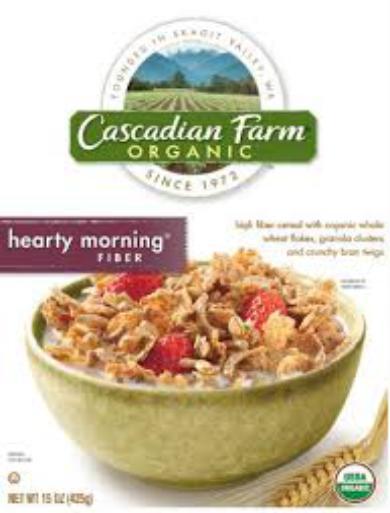 FOUNDED IN SKAGIT VALLEY, WA
Cascadian Farm
ORGANIC
SINCE 1972
hearty morning®
FIBER
high fiber cereal with organic whole
wheat flakes, granola clusters
and crunchy bran twigs
NET WT 15 OZ (425g)
USDA
ORGANIC